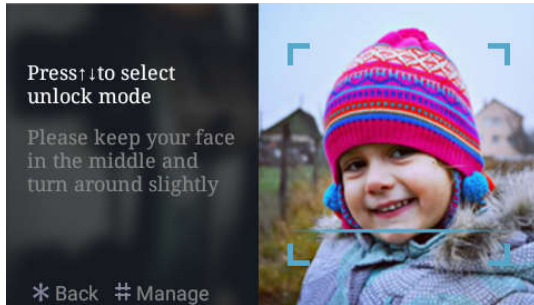 Press↑↓to select
unlock mode
Please keep your face
in the middle and
turn around slightly
* Back # Manage